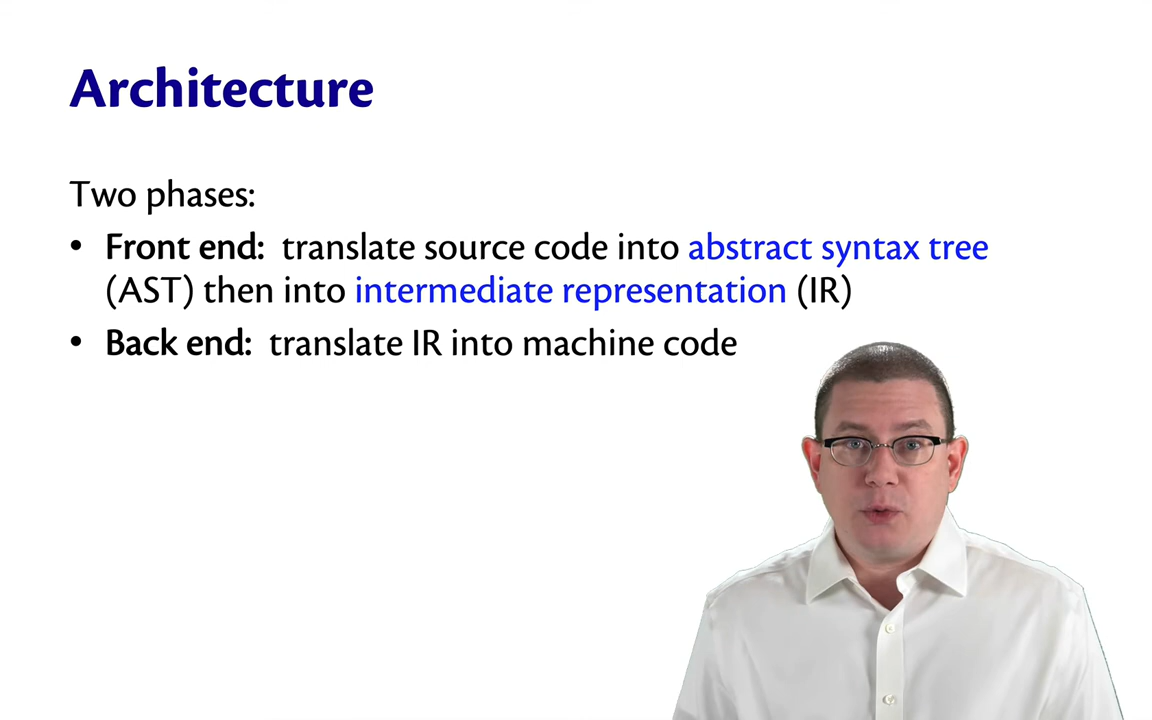 Architecture
Two phases:
• Front end: translate source code into abstract syntax tree
(AST) then into intermediate representation (IR)
• Back end: translate IR into machine code